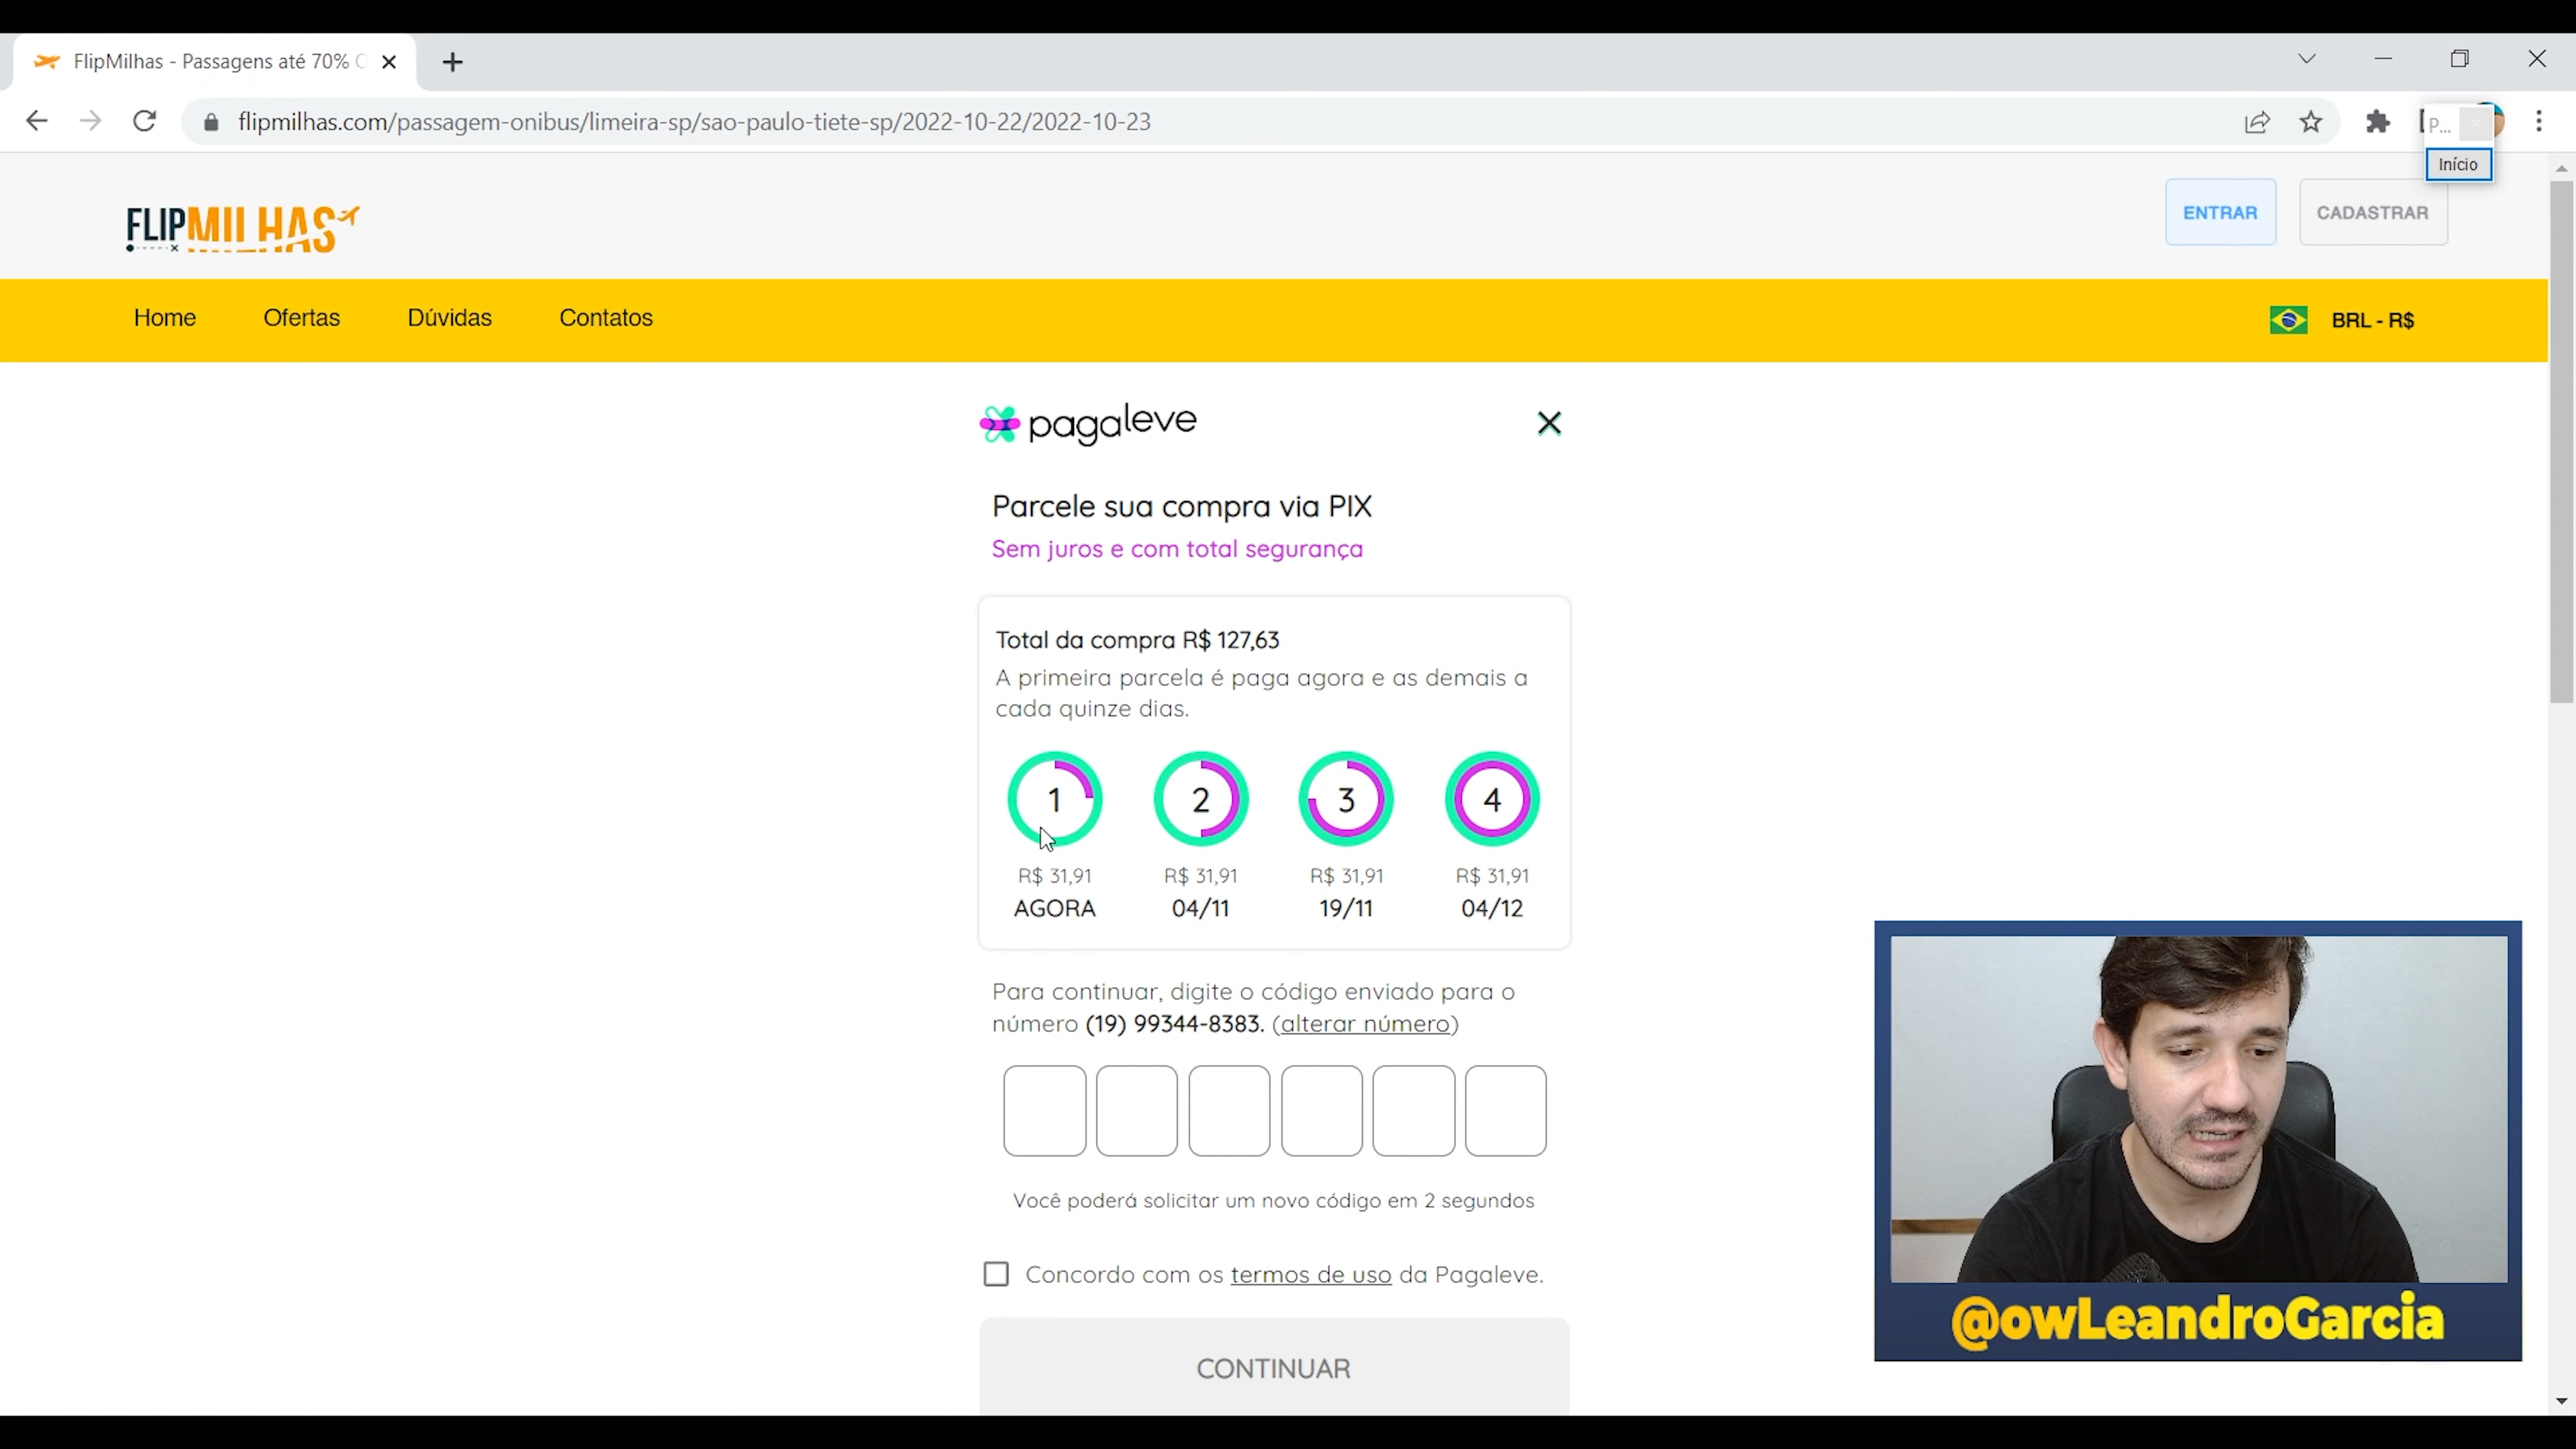 FlipMilhas - Passagens até 70%
flipmilhas.com/passagem-onibus/limeira-sp/sao-paulo-tiete-sp/2022-10-22/2022-10-23
P...
Início
FLIPMILHAS
ENTRAR
CADASTRAR
Home
Ofertas
Dúvidas
Contatos
BRL - R$
pagaleve
Parcele sua compra via PIX
Sem juros e com total segurança
Total da compra R$ 127,63
A primeira parcela é paga agora e as demais a
cada quinze dias.
1 2 3 4
R$ 31,91 R$ 31,91 R$ 31,91 R$ 31,91
AGORA 04/11 19/11 04/12
Para continuar, digite o código enviado para o
número (19) 99344-8383. (alterar número)
Você poderá solicitar um novo código em 2 segundos
Concordo com os termos de uso da Pagaleve.
CONTINUAR
@owLeandroGarcia